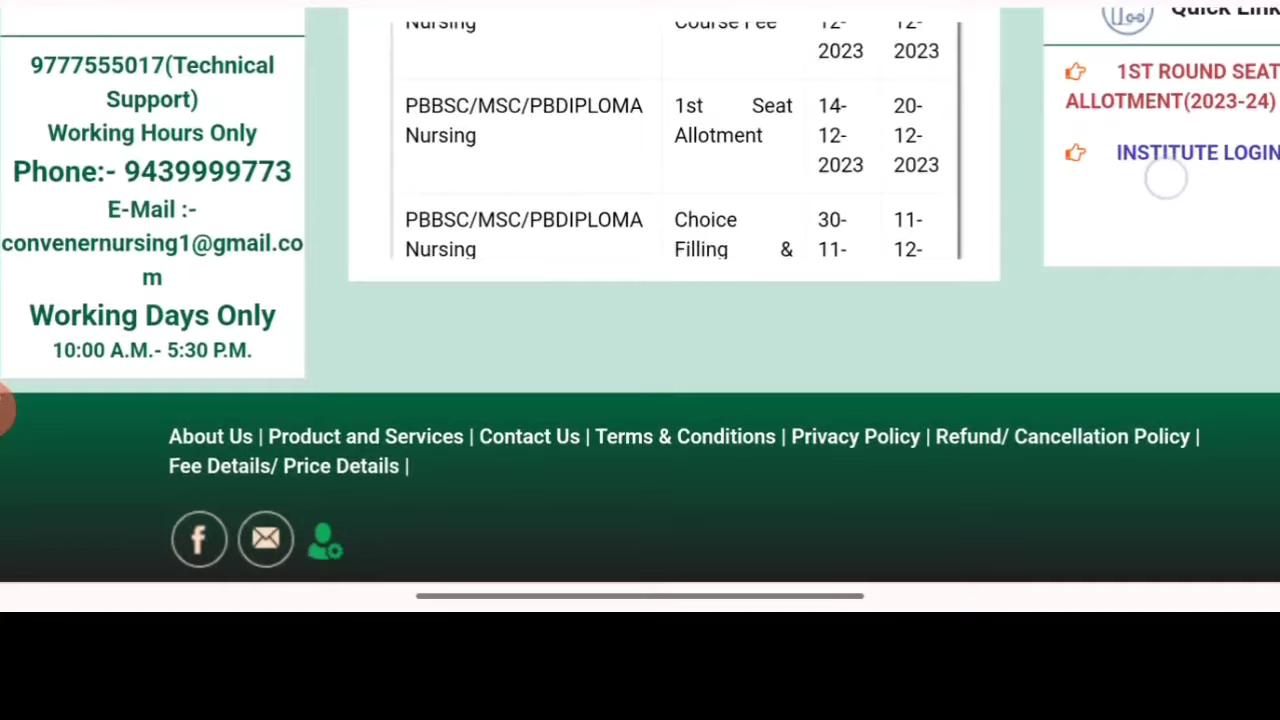 9777555017(Technical
Support)
Working Hours Only
Phone:- 9439999773
E-Mail :-
convenernursing1@gmail.co
m
Working Days Only
10:00 A.M.- 5:30 P.M.
Nursing Course Fee 12- 12-
2023 2023
PBBSC/MSC/PBDIPLOMA 1st Seat 14- 20-
Nursing Allotment 12- 12-
2023 2023
PBBSC/MSC/PBDIPLOMA Choice 30- 11-
Nursing Filling & 11- 12-
Quick Link
1ST ROUND SEAT
ALLOTMENT(2023-24)
INSTITUTE LOGIN
About Us | Product and Services | Contact Us | Terms & Conditions | Privacy Policy | Refund/ Cancellation Policy |
Fee Details/ Price Details |